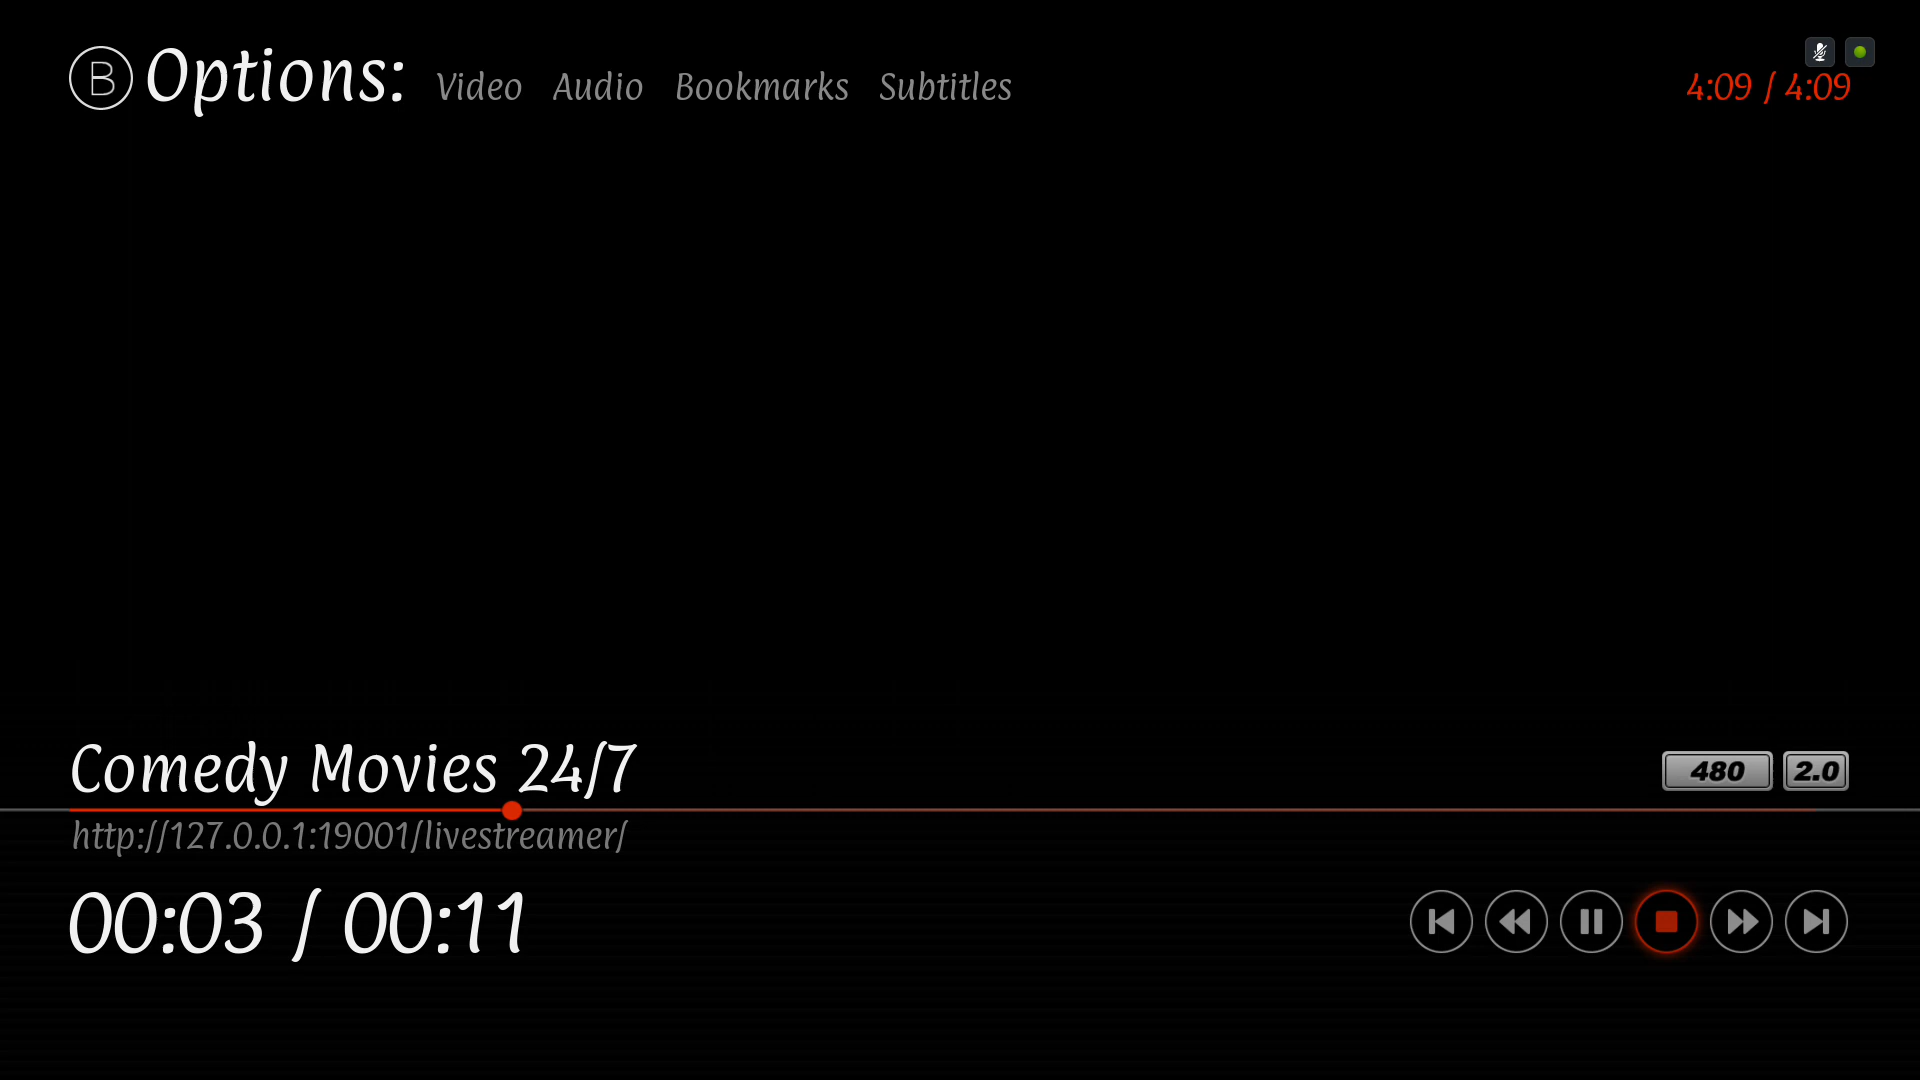 B Options: Video Audio Bookmarks Subtitles 4:09 / 4:09
Comedy Movies 24/7 480 2.0
http://127.0.0.1:19001/livestreamer/
00:03 / 00:11